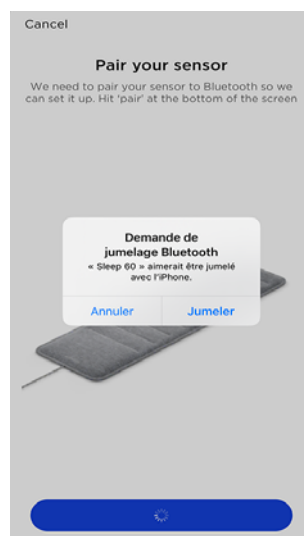 Cancel
Pair your sensor
We need to pair your sensor to Bluetooth so we
can set it up. Hit 'pair' at the bottom of the screen
Demande de
jumelage Bluetooth
« Sleep 60 » aimerait être jumelé
avec l'iPhone.
Annuler
Jumeler